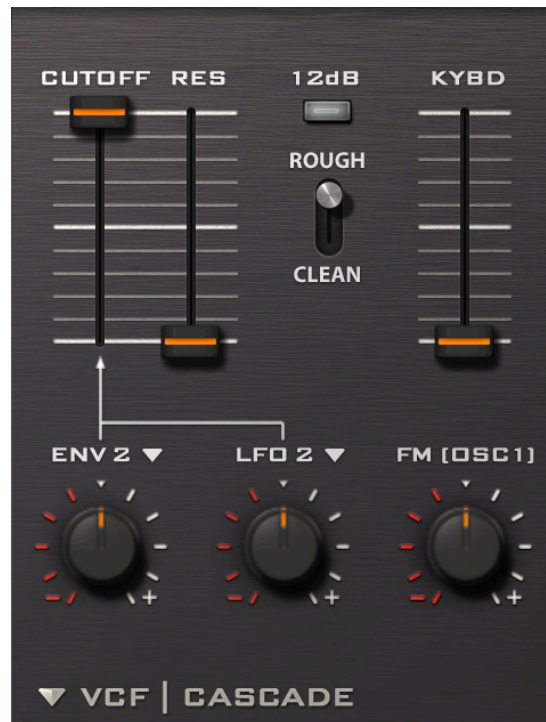 CUTOFF RES 12dB KYBD
ROUGH
CLEAN
ENV 2 LFO 2 FM (OSC1)
- + - + - +
VCF | CASCADE